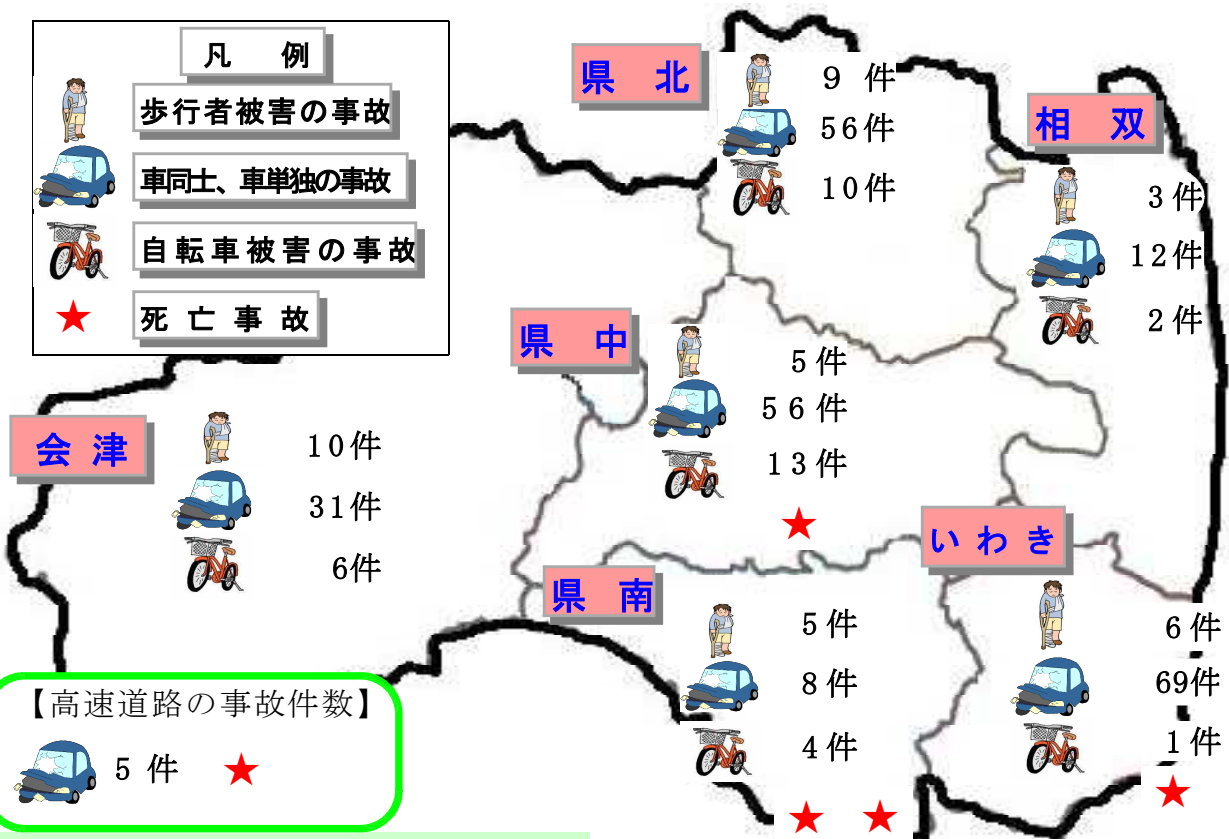 凡 例
歩行者被害の事故
車同士、車単独の事故
自転車被害の事故
★ 死亡事故
県 北
9 件
56件
10件
相 双
3件
12件
2件
県 中
5件
56件
13件
★
会 津
10件
31件
6件
いわき
6件
69件
1件
★
県 南
5件
8件
4件
★ ★
【高速道路の事故件数】
5 件 ★